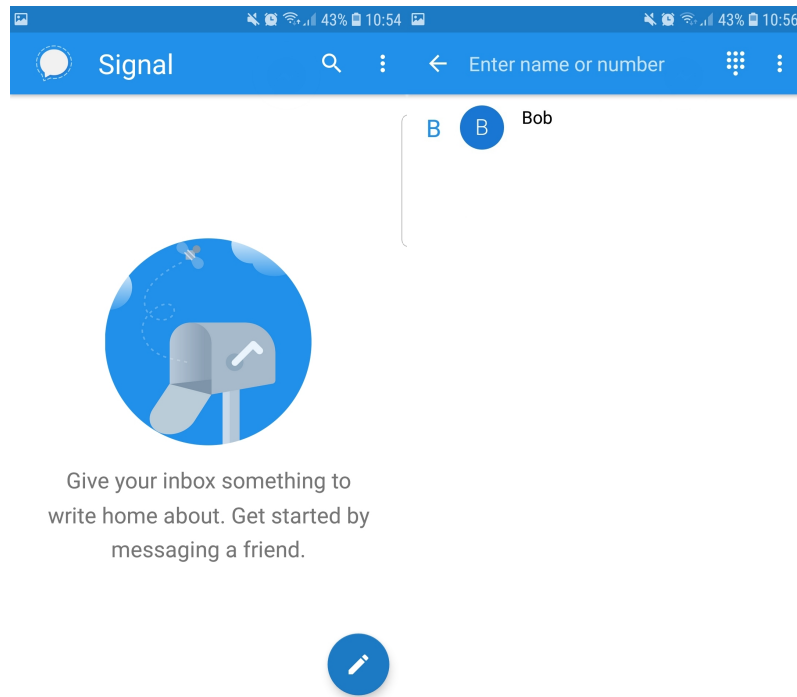 43% 10:54
Signal
Give your inbox something to
write home about. Get started by
messaging a friend.
43% 10:56
Enter name or number
B B Bob